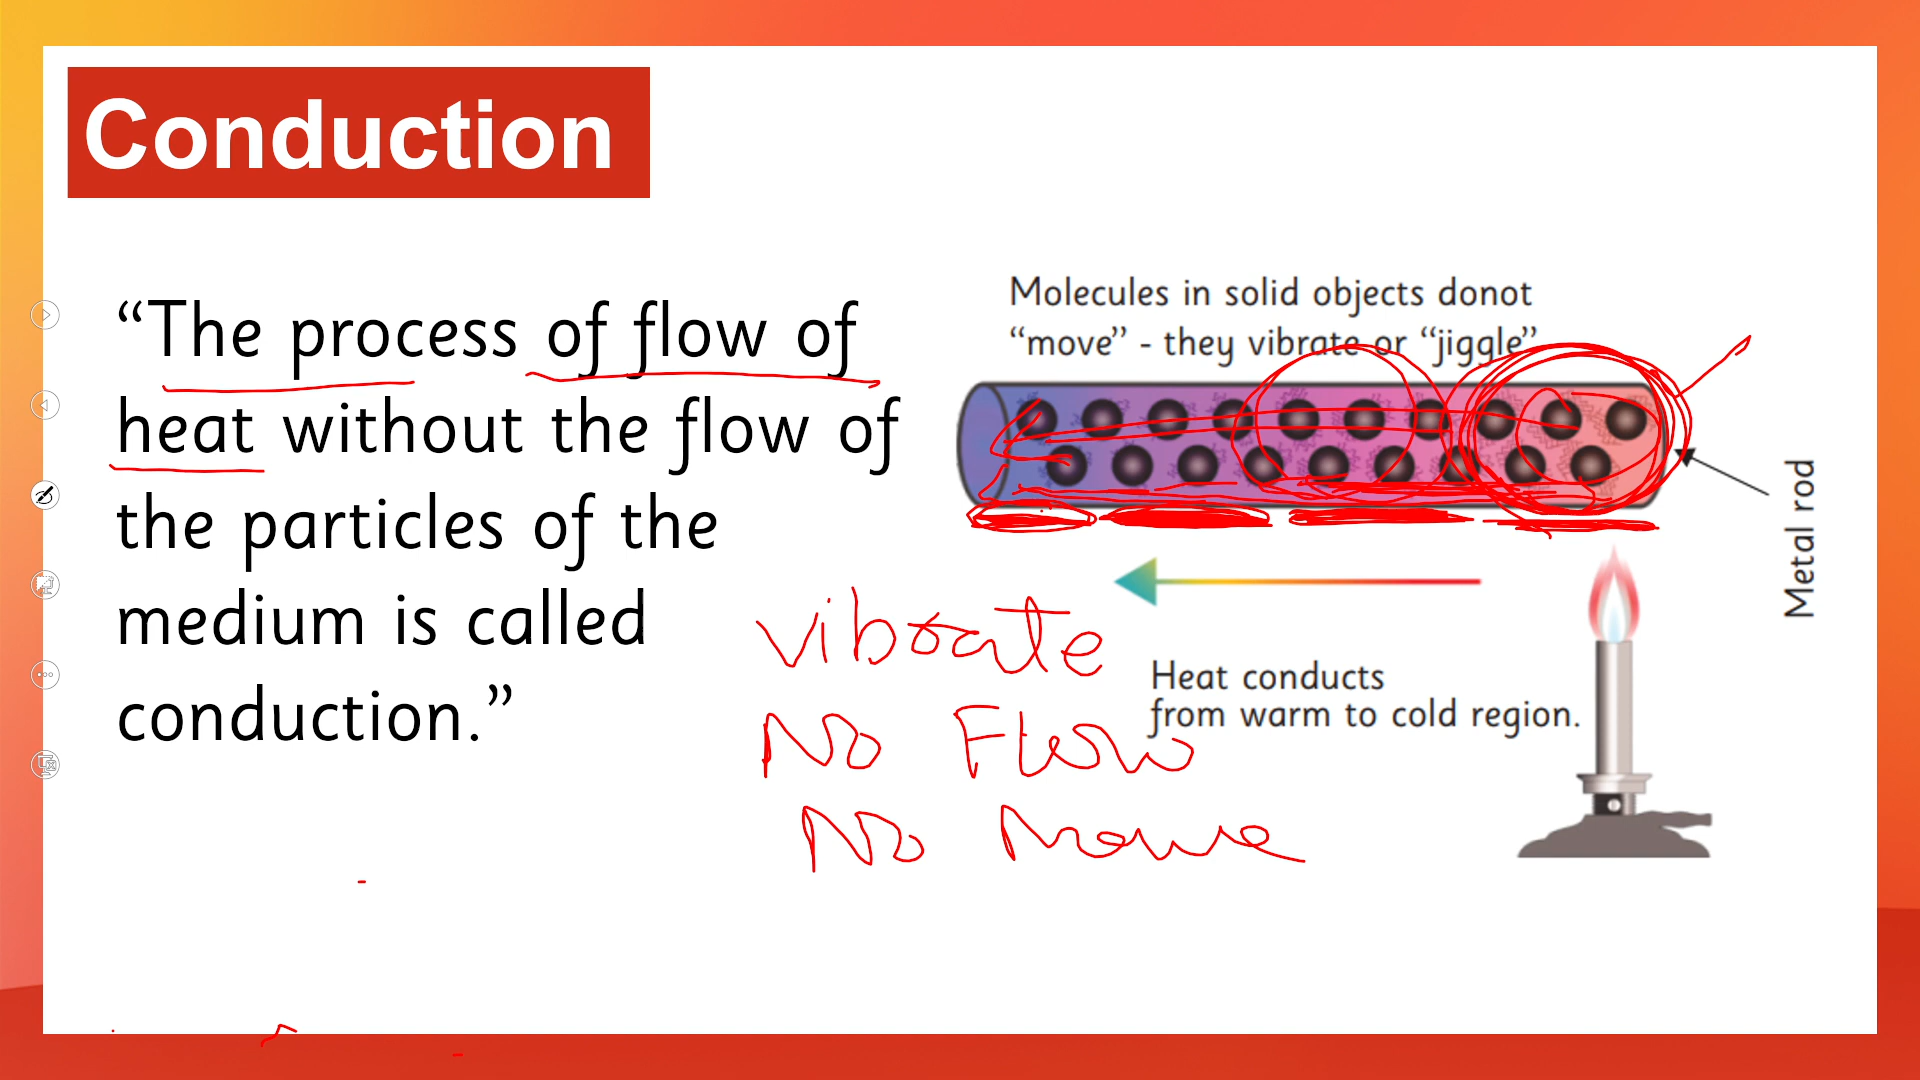 Conduction
“The process of flow of
heat without the flow of
the particles of the
medium is called
conduction.”
Molecules in solid objects donot
“move” - they vibrate or “jiggle”
Metal rod
Heat conducts
from warm to cold region.
vibrate
No Flow
No Move